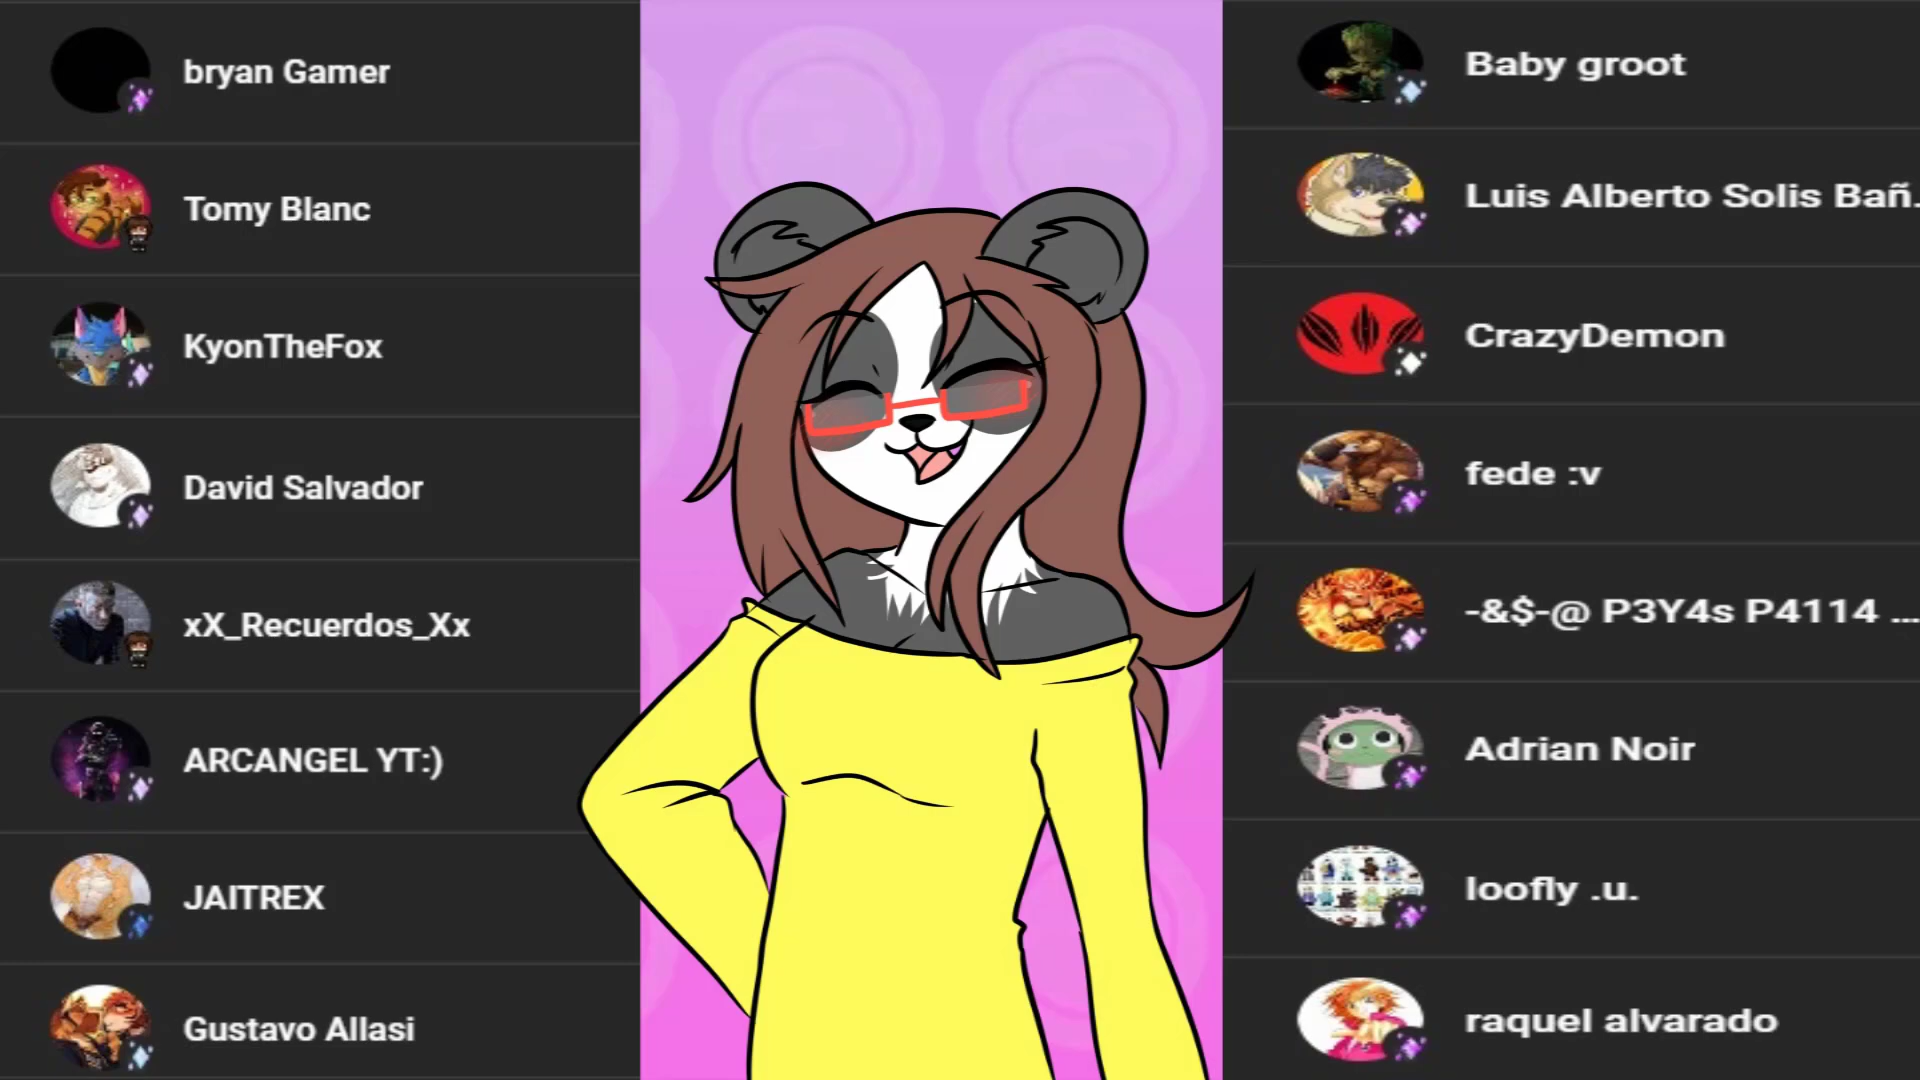 bryan Gamer
Tomy Blanc
KyonTheFox
David Salvador
xX_Recuerdos_Xx
ARCANGEL YT:)
JAITREX
Gustavo Allasi
Baby groot
Luis Alberto Solis Bañ.
CrazyDemon
fede :v
-&$-@ P3Y4s P4114 ...
Adrian Noir
loofly .u.
raquel alvarado